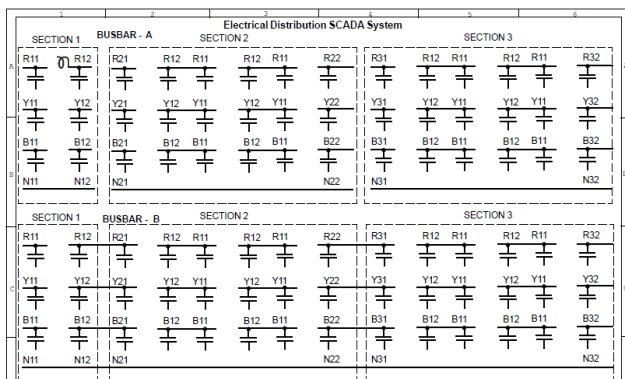 1 2 3 4 5 6
Electrical Distribution SCADA System
BUSBAR - A
SECTION 1 SECTION 2 SECTION 3
A R11 R12 R21 R12 R11 R12 R11 R22 R31 R12 R11 R12 R11 R32
Y11 Y12 Y21 Y12 Y11 Y12 Y11 Y22 Y31 Y12 Y11 Y12 Y11 Y32
B11 B12 B21 B12 B11 B12 B11 B22 B31 B12 B11 B12 B11 B32
B
N11 N12 N21 N22 N31 N32
BUSBAR - B
SECTION 1 SECTION 2 SECTION 3
R11 R12 R21 R12 R11 R12 R11 R22 R31 R12 R11 R12 R11 R32
C Y11 Y12 Y21 Y12 Y11 Y12 Y11 Y22 Y31 Y12 Y11 Y12 Y11 Y32
B11 B12 B21 B12 B11 B12 B11 B22 B31 B12 B11 B12 B11 B32
N11 N12 N21 N22 N31 N32